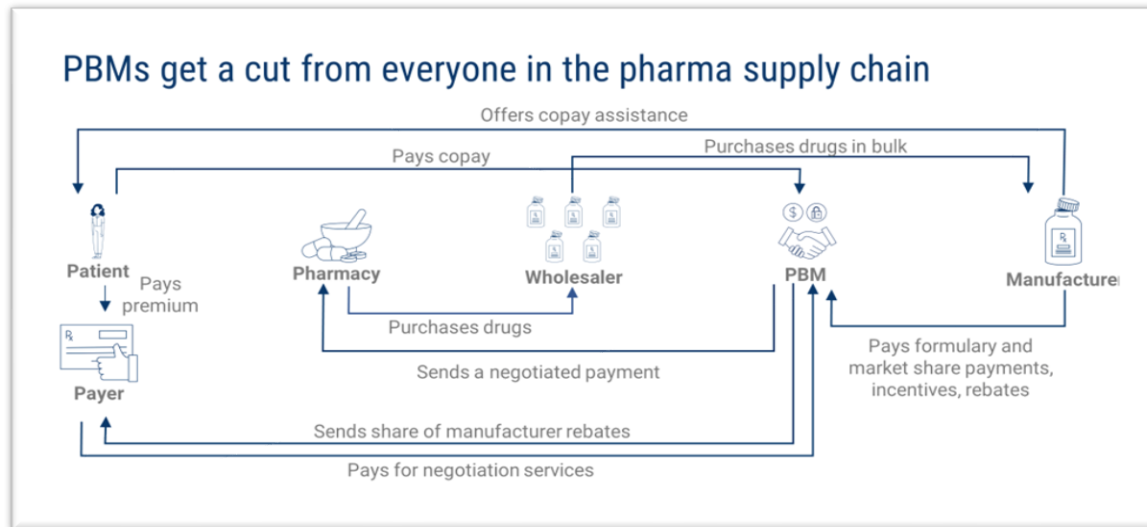 PBMs get a cut from everyone in the pharma supply chain
Offers copay assistance
Purchases drugs in bulk
Pays copay
Patient
Pharmacy
Wholesaler
PBM
Manufacture
Pays
premium
Purchases drugs
Sends a negotiated payment
Pays formulary and
market share payments,
incentives, rebates
Payer
Sends share of manufacturer rebates
Pays for negotiation services